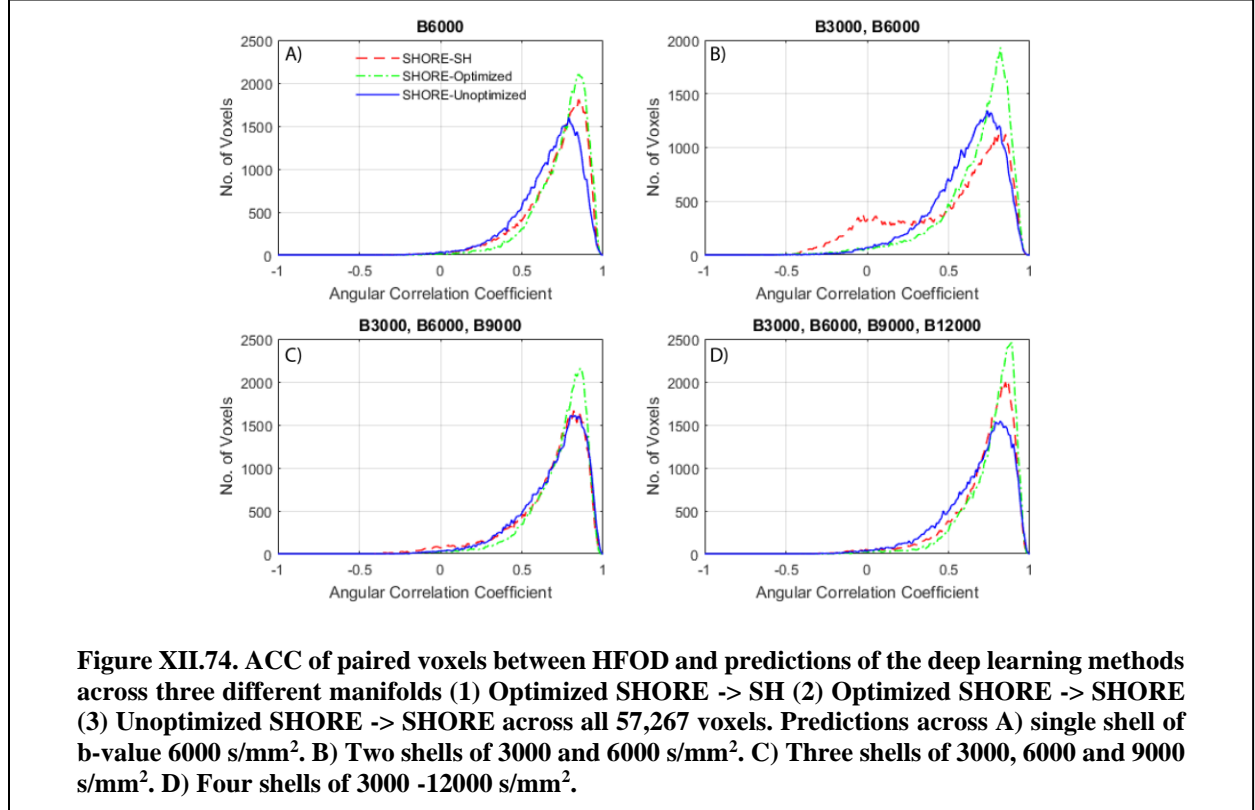 B6000
A)
SHORE-SH
SHORE-Optimized
SHORE-Unoptimized
2500
2000
1500
1000
500
0
No. of Voxels
-1 -0.5 0 0.5 1
Angular Correlation Coefficient
B3000, B6000
B)
2000
1500
1000
500
0
No. of Voxels
-1 -0.5 0 0.5 1
Angular Correlation Coefficient
B3000, B6000, B9000
C)
2500
2000
1500
1000
500
0
No. of Voxels
-1 -0.5 0 0.5 1
Angular Correlation Coefficient
B3000, B6000, B9000, B12000
D)
2500
2000
1500
1000
500
0
No. of Voxels
-1 -0.5 0 0.5 1
Angular Correlation Coefficient
Figure XII.74. ACC of paired voxels between HFOD and predictions of the deep learning methods
across three different manifolds (1) Optimized SHORE -> SH (2) Optimized SHORE -> SHORE
(3) Unoptimized SHORE -> SHORE across all 57,267 voxels. Predictions across A) single shell of
b-value 6000 s/mm². B) Two shells of 3000 and 6000 s/mm². C) Three shells of 3000, 6000 and 9000
s/mm². D) Four shells of 3000 -12000 s/mm².